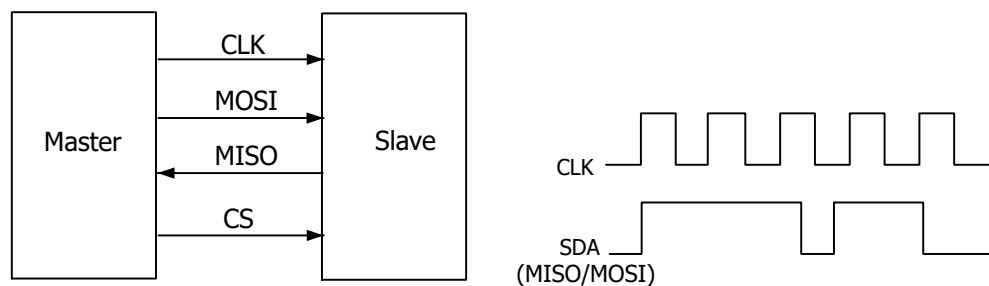 Master
CLK
MOSI
MISO
CS
Slave
CLK
SDA
(MISO/MOSI)